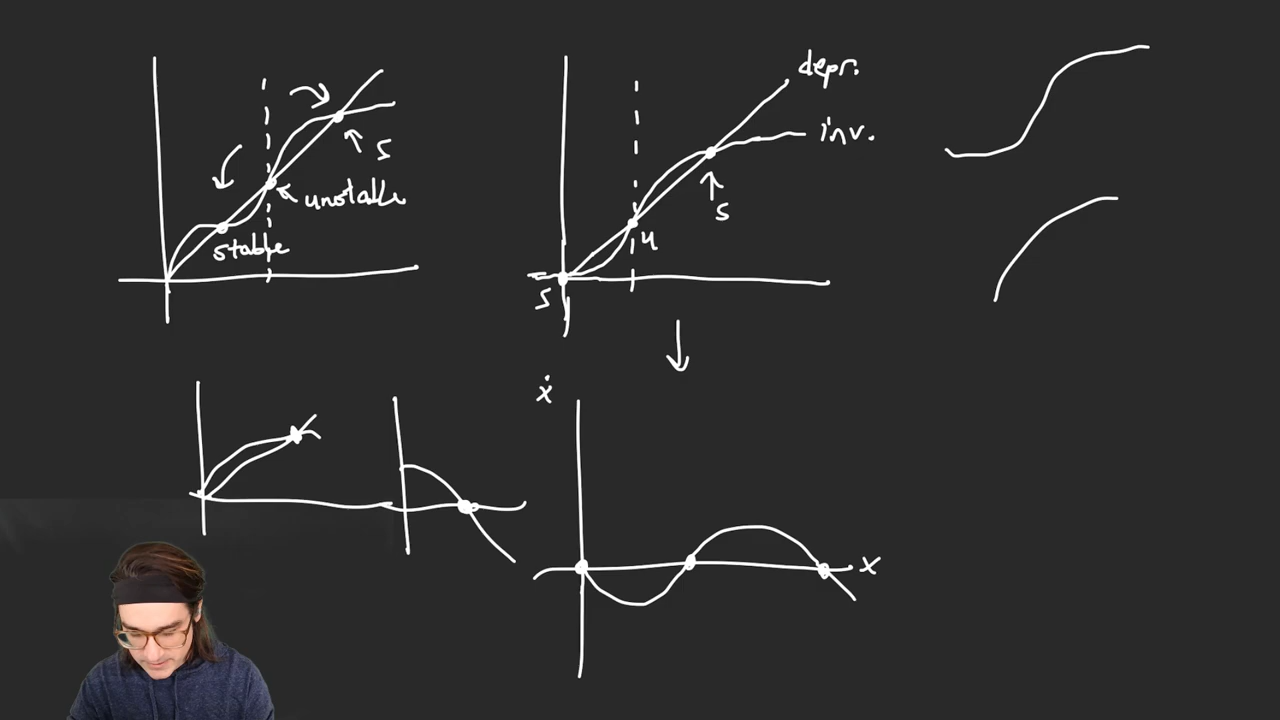 S
unstable
stable
depr.
inv.
S
u
S
ẋ
x